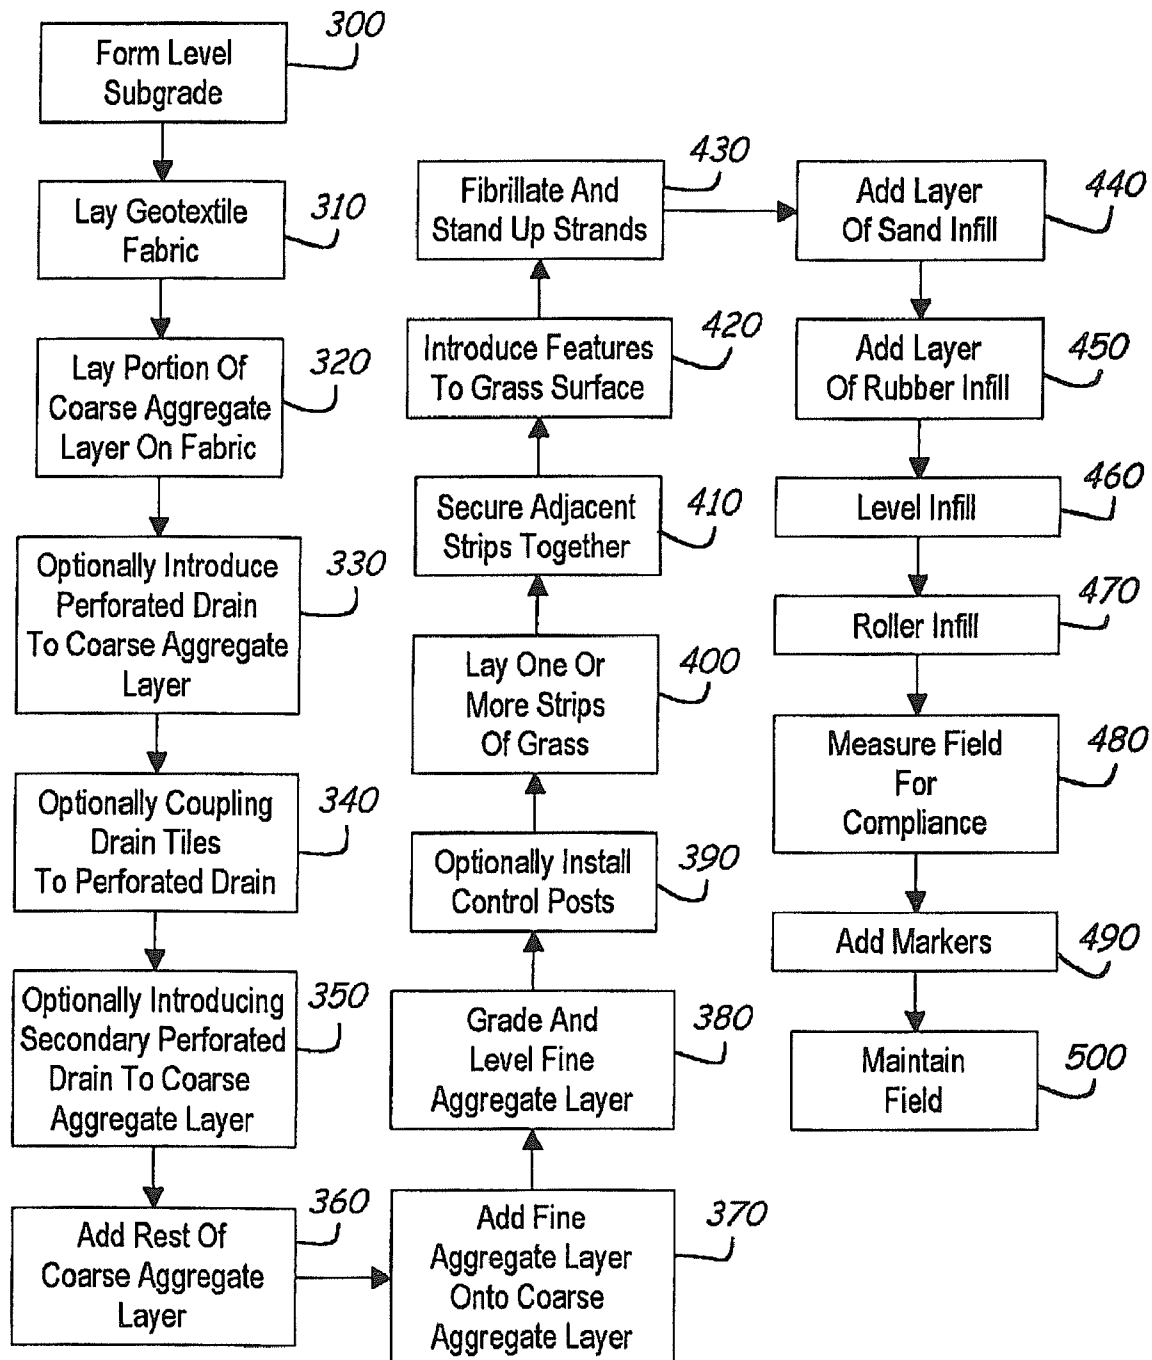 300
Form Level
Subgrade
310
Lay Geotextile
Fabric
320
Lay Portion Of
Coarse Aggregate
Layer On Fabric
330
Optionally Introduce
Perforated Drain
To Coarse Aggregate
Layer
340
Optionally Coupling
Drain Tiles
To Perforated Drain
350
Optionally Introducing
Secondary Perforated
Drain To Coarse
Aggregate Layer
360
Add Rest Of
Coarse Aggregate
Layer
370
Add Fine
Aggregate Layer
Onto Coarse
Aggregate Layer
380
Grade And
Level Fine
Aggregate Layer
390
Optionally Install
Control Posts
400
Lay One Or
More Strips
Of Grass
410
Secure Adjacent
Strips Together
420
Introduce Features
To Grass Surface
430
Fibrillate And
Stand Up Strands
440
Add Layer
Of Sand Infill
450
Add Layer
Of Rubber Infill
460
Level Infill
470
Roller Infill
480
Measure Field
For
Compliance
490
Add Markers
500
Maintain
Field